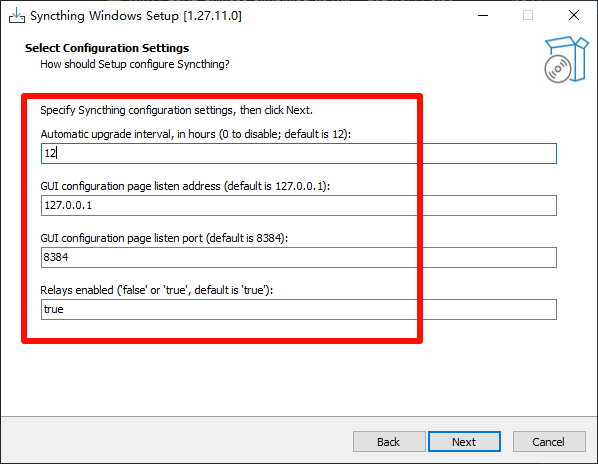 Syncthing Windows Setup [1.27.11.0]
Select Configuration Settings
How should Setup configure Syncthing?
Specify Syncthing configuration settings, then click Next.
Automatic upgrade interval, in hours (0 to disable; default is 12):
12
GUI configuration page listen address (default is 127.0.0.1):
127.0.0.1
GUI configuration page listen port (default is 8384):
8384
Relays enabled ('false' or 'true', default is 'true'):
true
Back Next Cancel